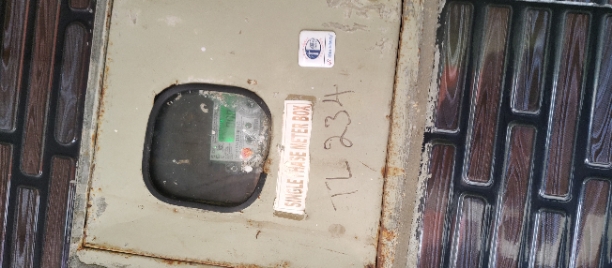 SINGLE PHASE METER BOX
TL 234